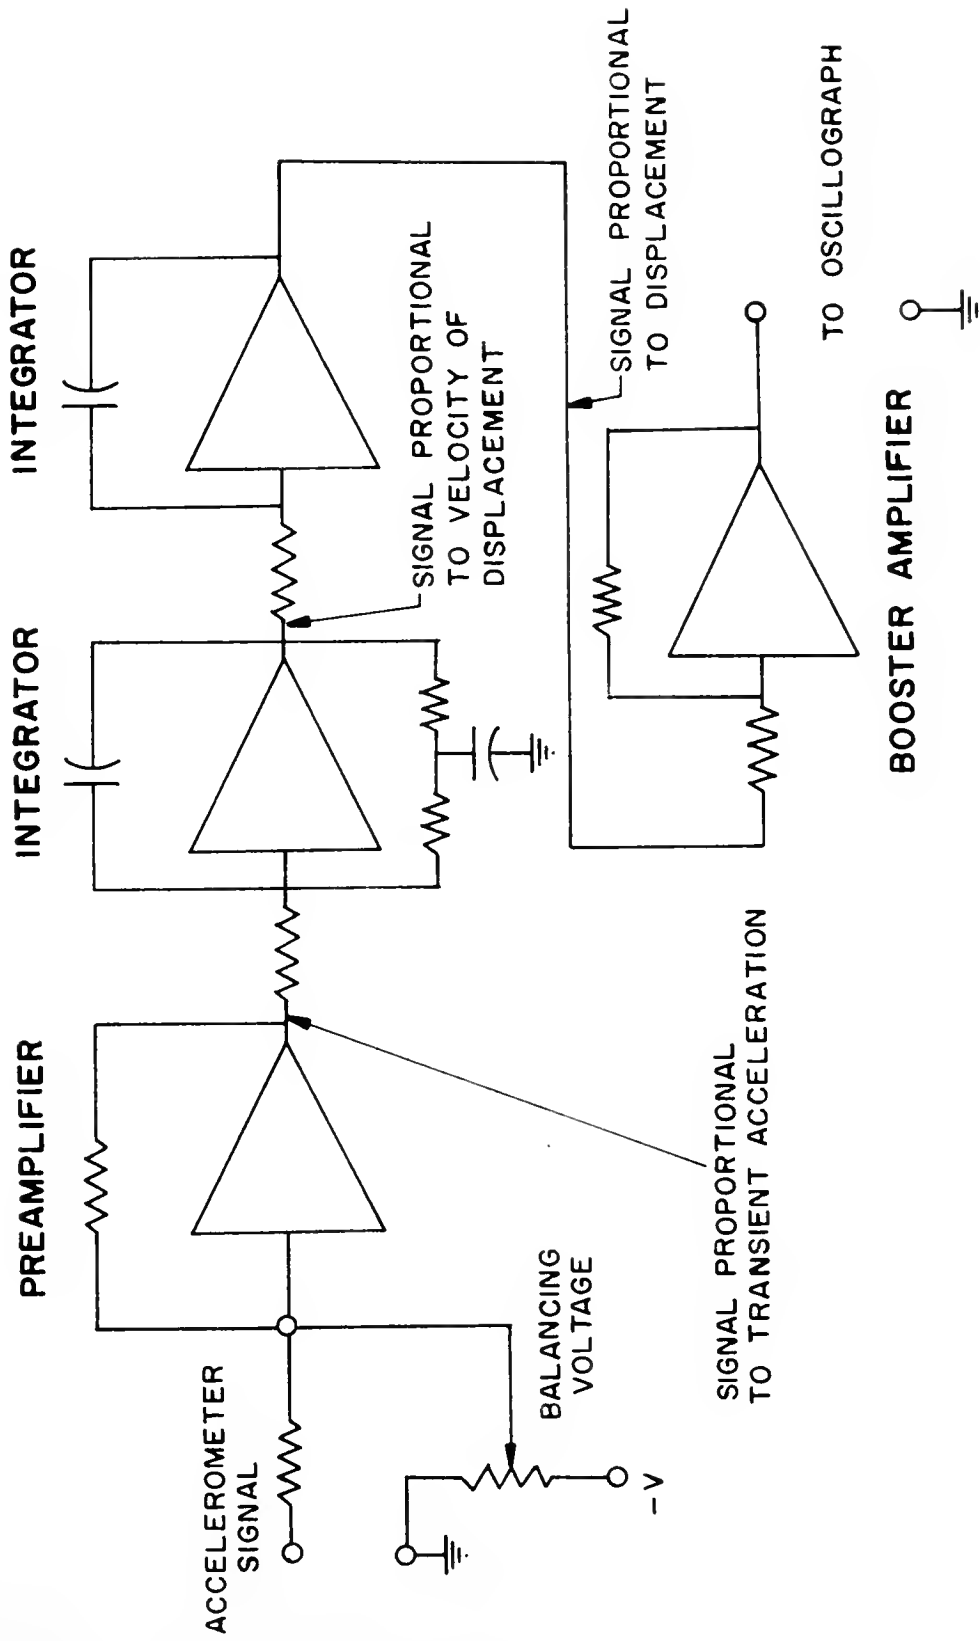 PREAMPLIFIER
INTEGRATOR
INTEGRATOR
ACCELEROMETER
SIGNAL
BALANCING
VOLTAGE
-V
SIGNAL PROPORTIONAL
TO TRANSIENT ACCELERATION
SIGNAL PROPORTIONAL
TO VELOCITY OF
DISPLACEMENT
SIGNAL PROPORTIONAL
TO DISPLACEMENT
BOOSTER AMPLIFIER
TO OSCILLOGRAPH